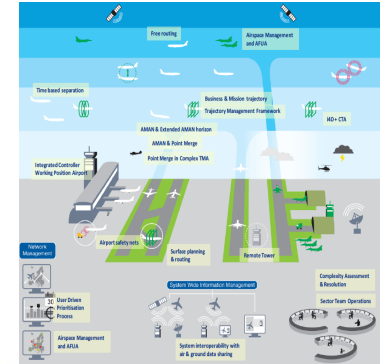 Free routing
Airspace Management
and AFUA
Time based separation
Business & Mission trajectory
Trajectory Management Framework
I4D + CTA
AMAN & Extended AMAN horizon
AMAN & Point Merge
Point Merge in Complex TMA
Integrated Controller
Working Position Airport
Airport safety nets
Surface planning
& routing
Remote Tower
Network
Management
30
User Driven
Prioritisation
Process
Airspace Management
and AFUA
System Wide Information Management
System interoperability with
air & ground data sharing
Complexity Assessment
& Resolution
Sector Team Operations